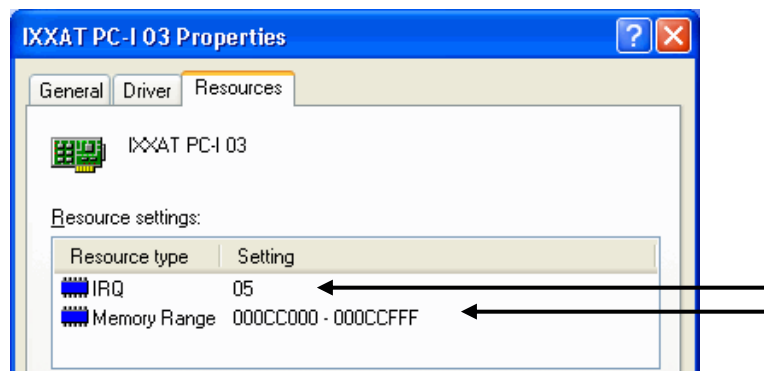 IXXAT PC-I 03 Properties
General Driver Resources
IXXAT PC-I 03
Resource settings:
Resource type Setting
IRQ 05
Memory Range 000CC000 - 000CCFFF